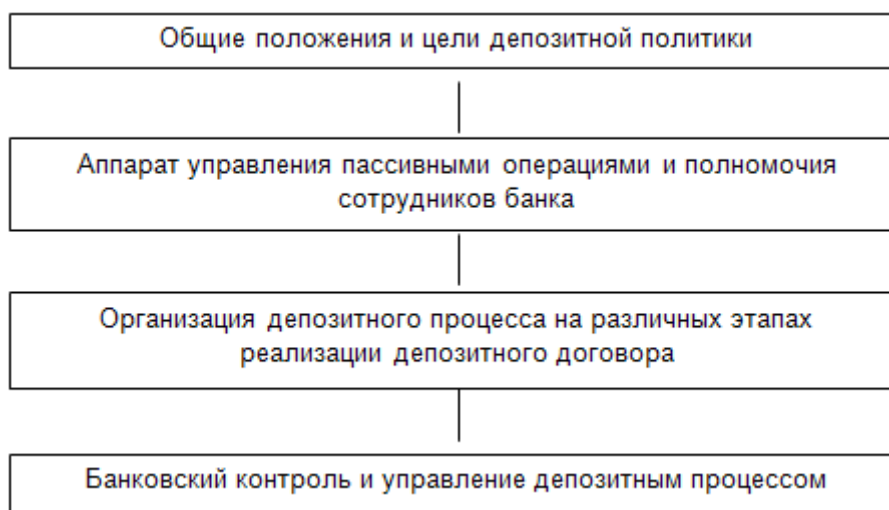 Общие положения и цели депозитной политики
Аппарат управления пассивными операциями и полномочия
сотрудников банка
Организация депозитного процесса на различных этапах
реализации депозитного договора
Банковский контроль и управление депозитным процессом